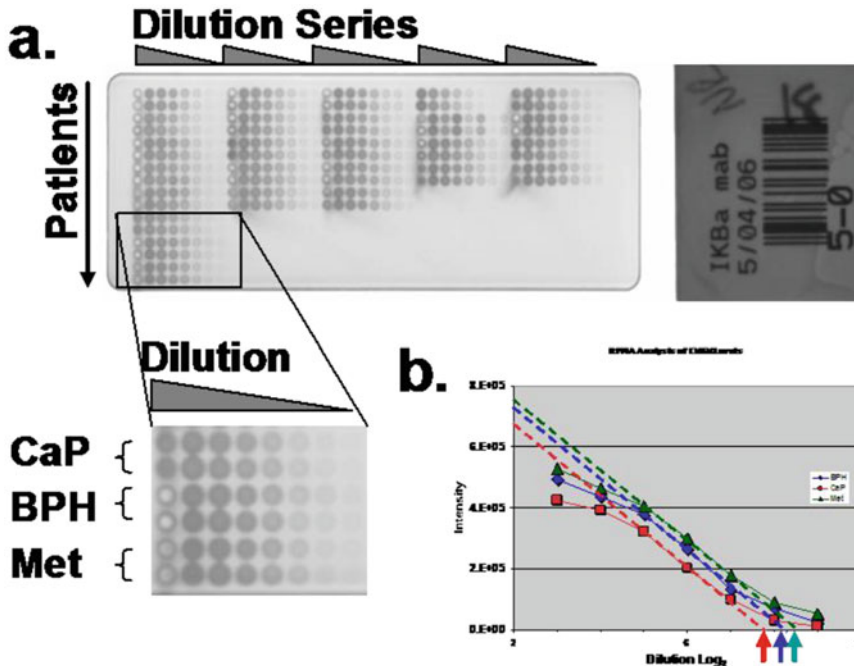 a.
Dilution Series
Patients
IKBa mab
5/04/06
5-0
Dilution
CaP
BPH
Met
b.
8.E+05
6.E+05
4.E+05
2.E+05
0.E+00
Intensity
2
6
Dilution Log₂
BPH
CaP
Met